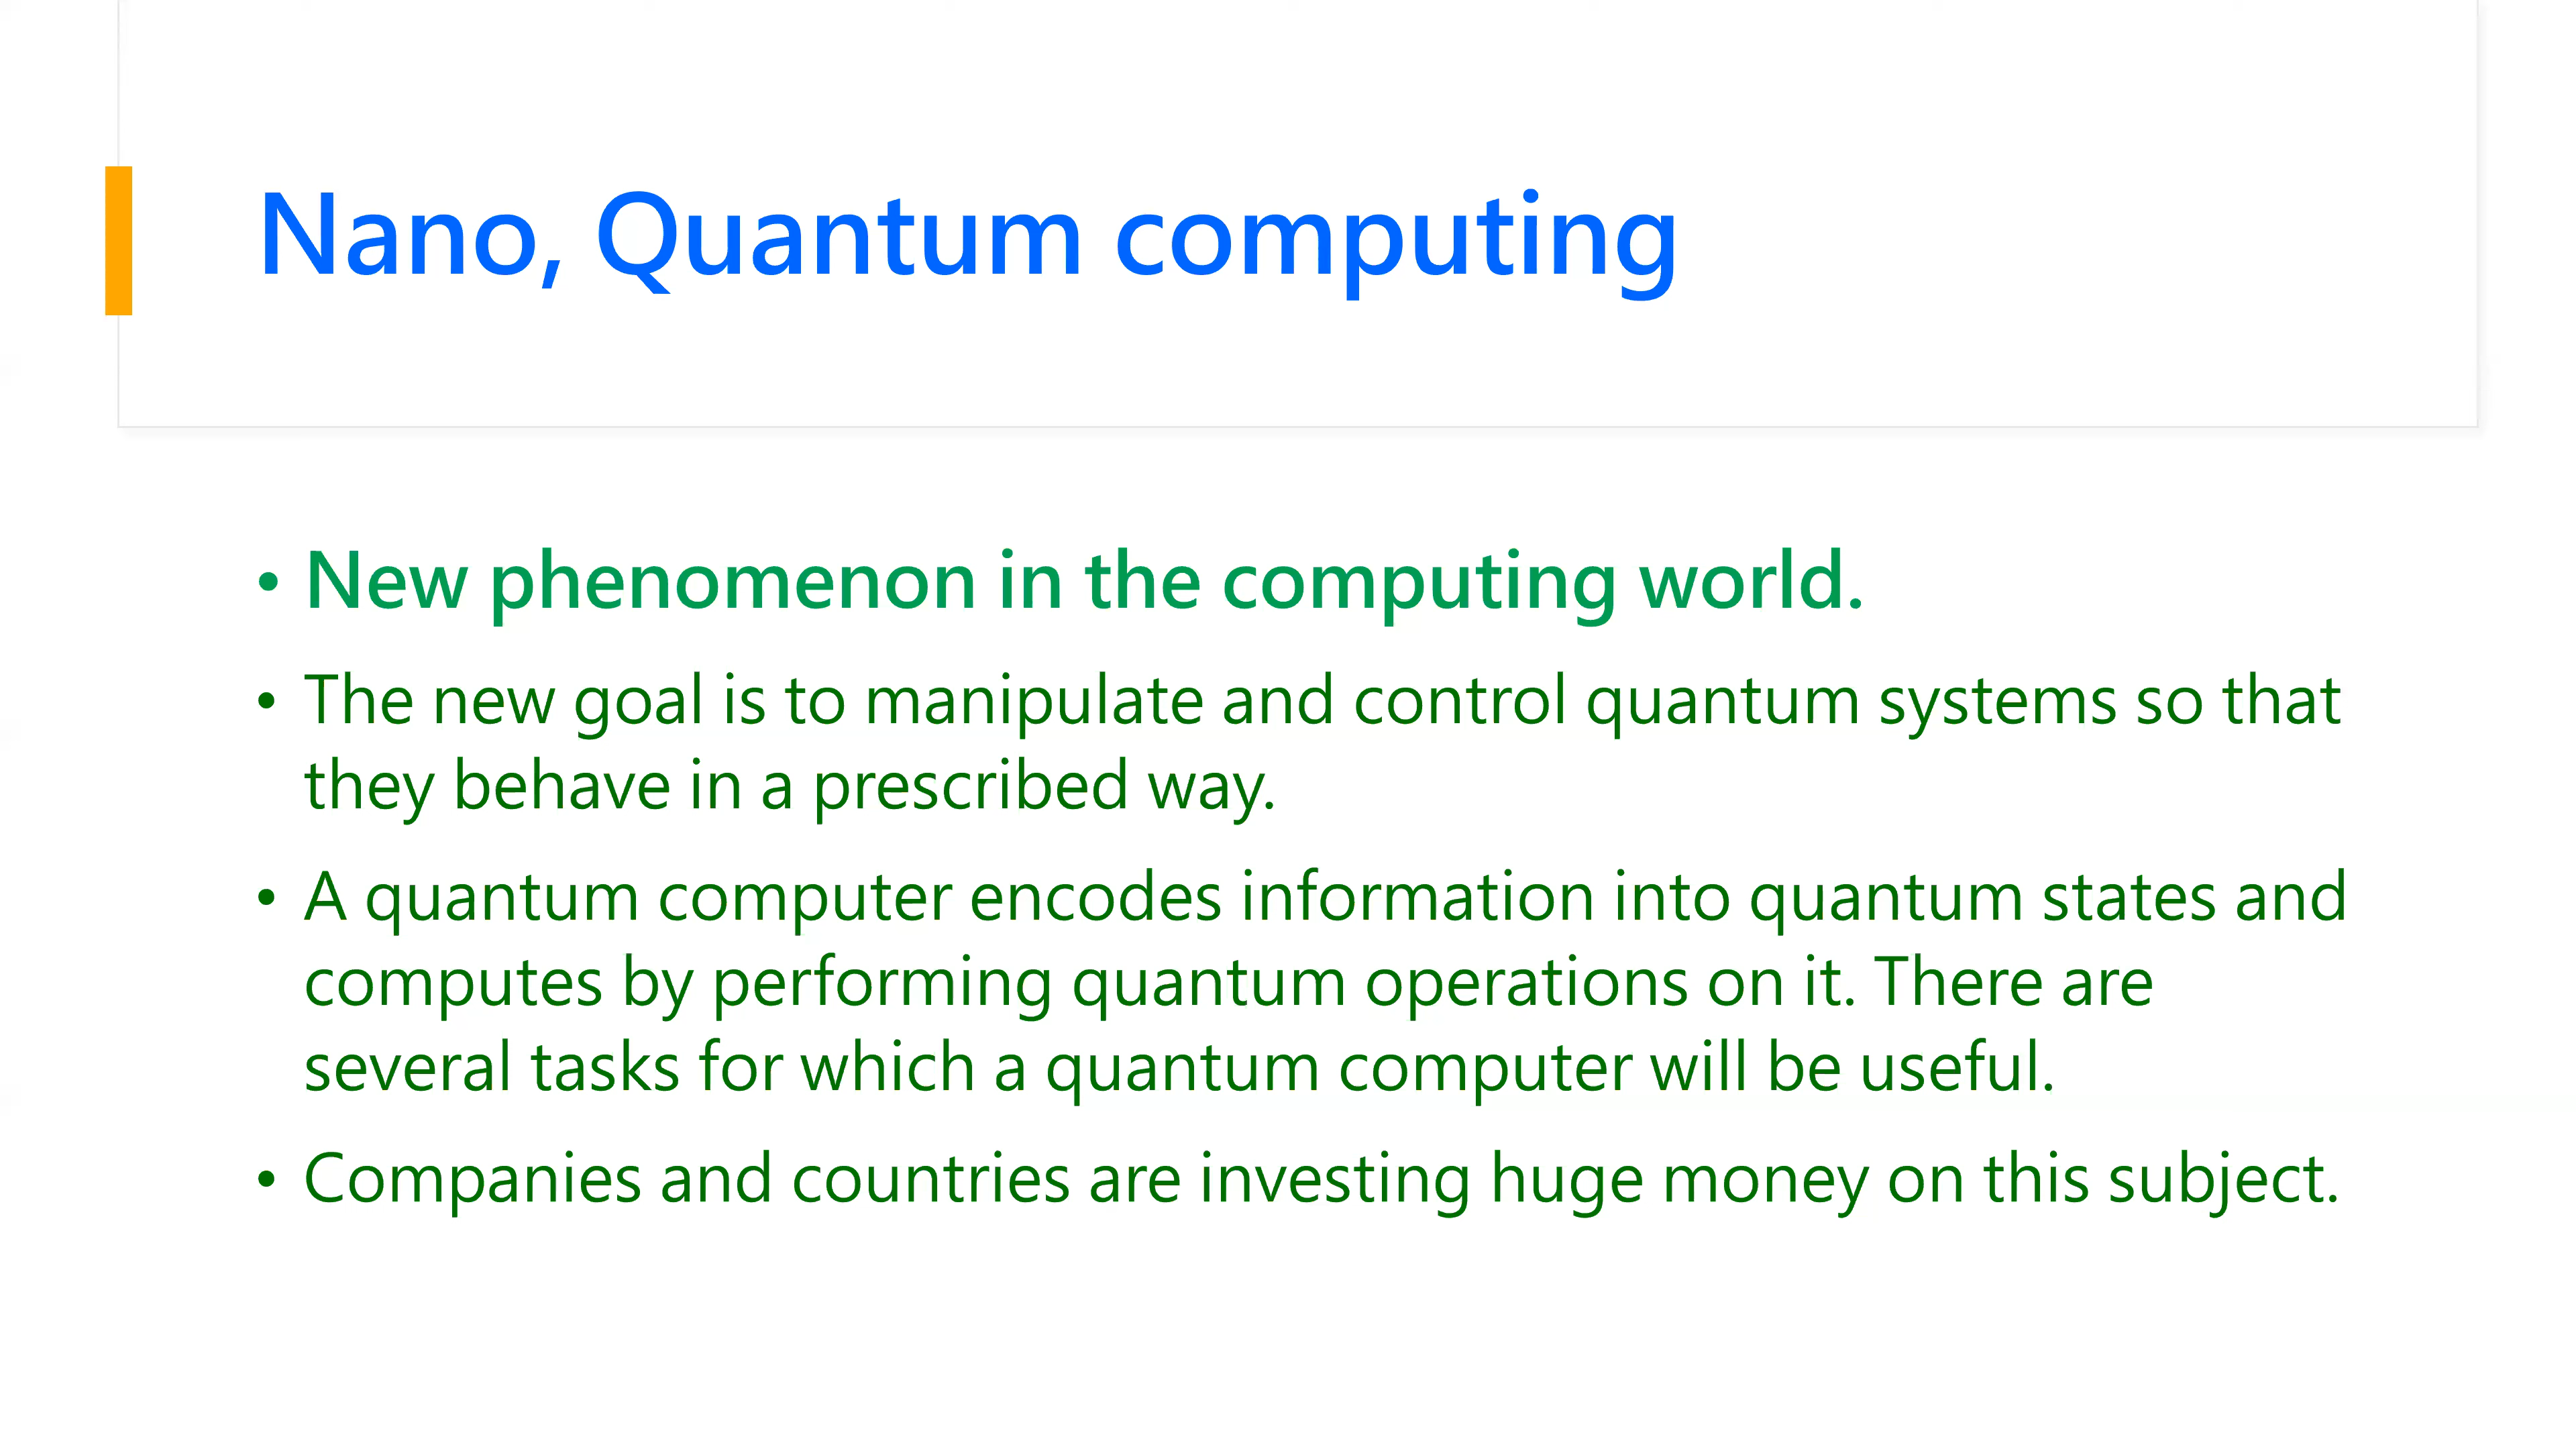 Nano, Quantum computing
• New phenomenon in the computing world.
• The new goal is to manipulate and control quantum systems so that
they behave in a prescribed way.
• A quantum computer encodes information into quantum states and
computes by performing quantum operations on it. There are
several tasks for which a quantum computer will be useful.
• Companies and countries are investing huge money on this subject.